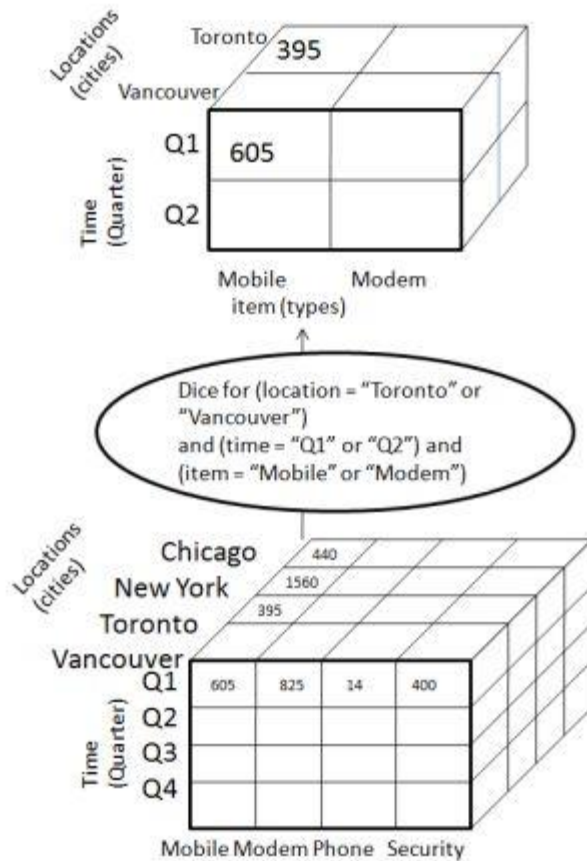 Locations
(cities)
Toronto
395
Vancouver
Time
(Quarter)
Q1
605
Q2
Mobile Modem
item (types)
Dice for (location = “Toronto” or
“Vancouver”)
and (time = “Q1” or “Q2”) and
(item = “Mobile” or “Modem”)
Locations
(cities)
Chicago 440
New York 1560
Toronto 395
Vancouver
Time
(Quarter)
Q1 605 825 14 400
Q2
Q3
Q4
Mobile Modem Phone Security